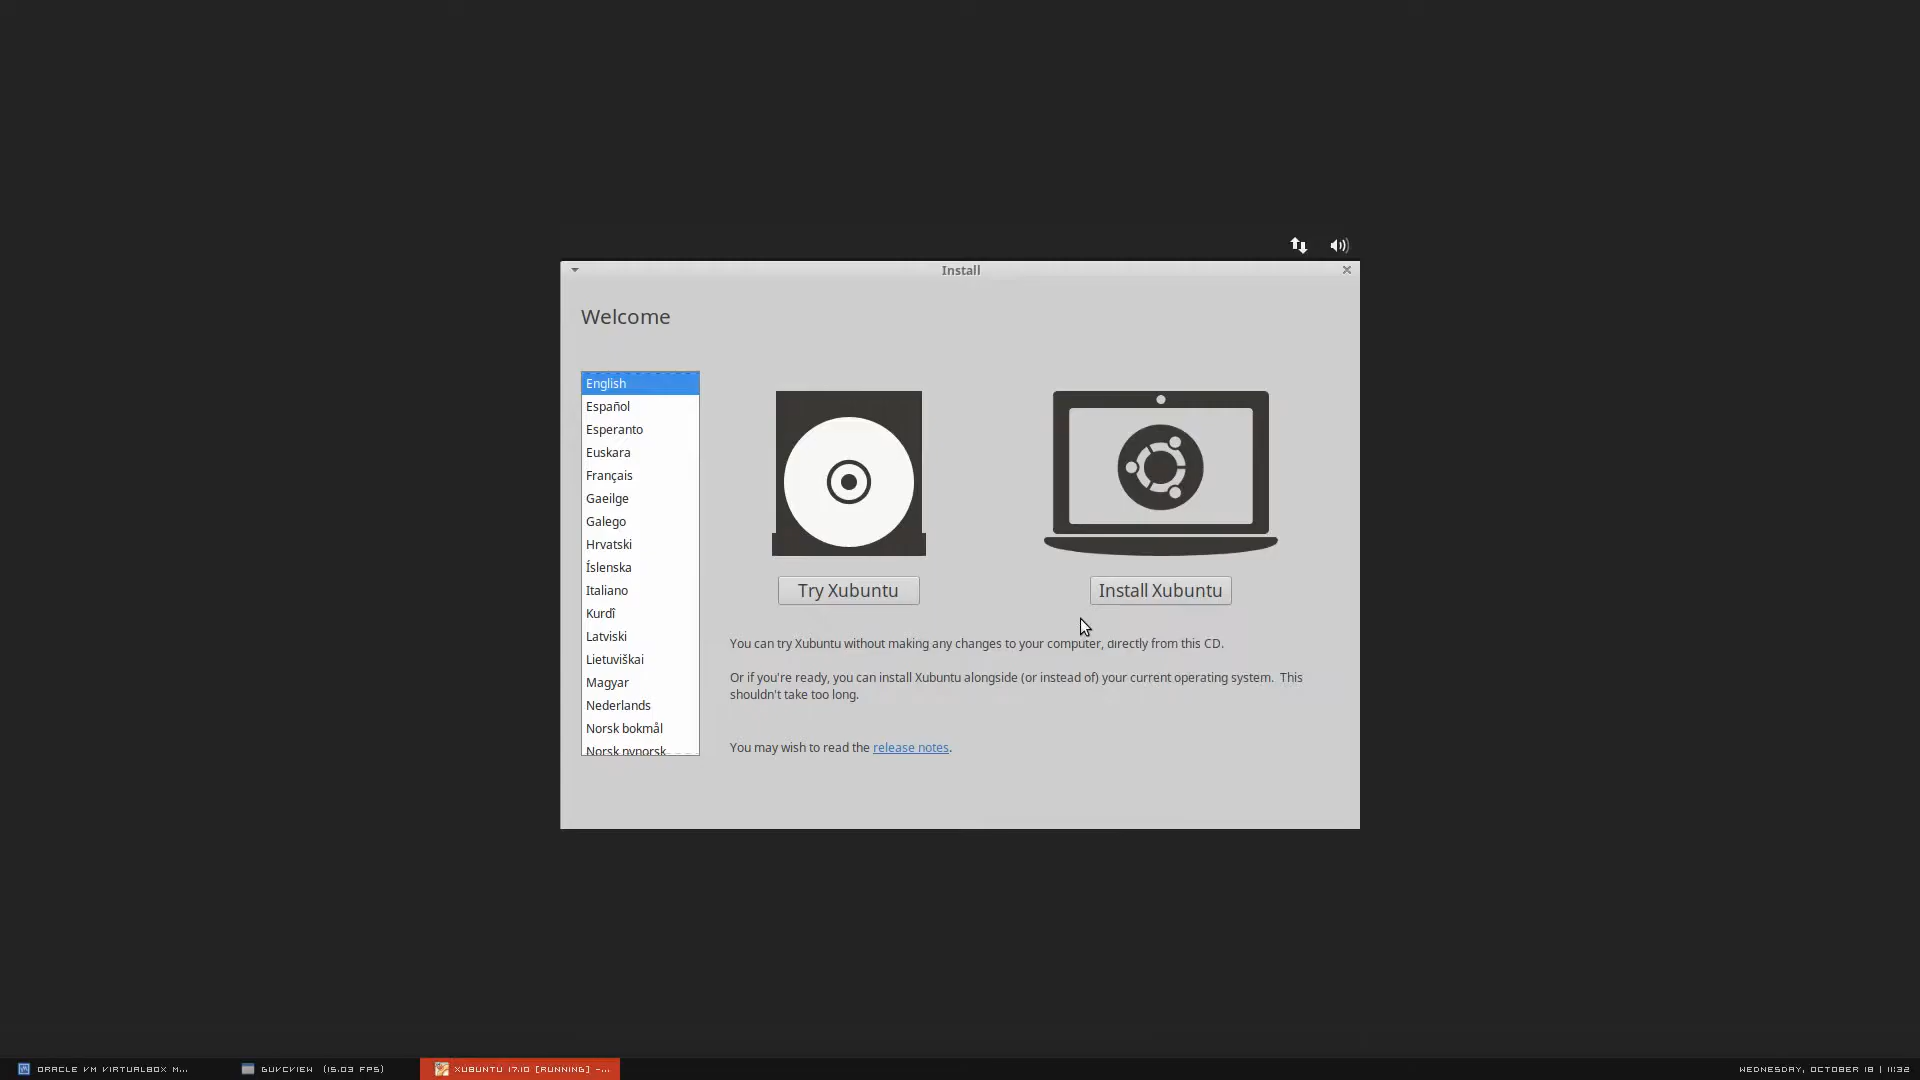 Install
Welcome
English
Español
Esperanto
Euskara
Français
Gaeilge
Galego
Hrvatski
Íslenska
Italiano
Kurdî
Latviski
Lietuviškai
Magyar
Nederlands
Norsk bokmål
Norsk nynorsk
Try Xubuntu
Install Xubuntu
You can try Xubuntu without making any changes to your computer, directly from this CD.
Or if you're ready, you can install Xubuntu alongside (or instead of) your current operating system. This
shouldn't take too long.
You may wish to read the release notes.
ORACLE VM VIRTUALBOX M...
GUVCVIEW (15.03 FPS)
XUBUNTU 17.10 [RUNNING] -...
WEDNESDAY, OCTOBER 18 | 11:32